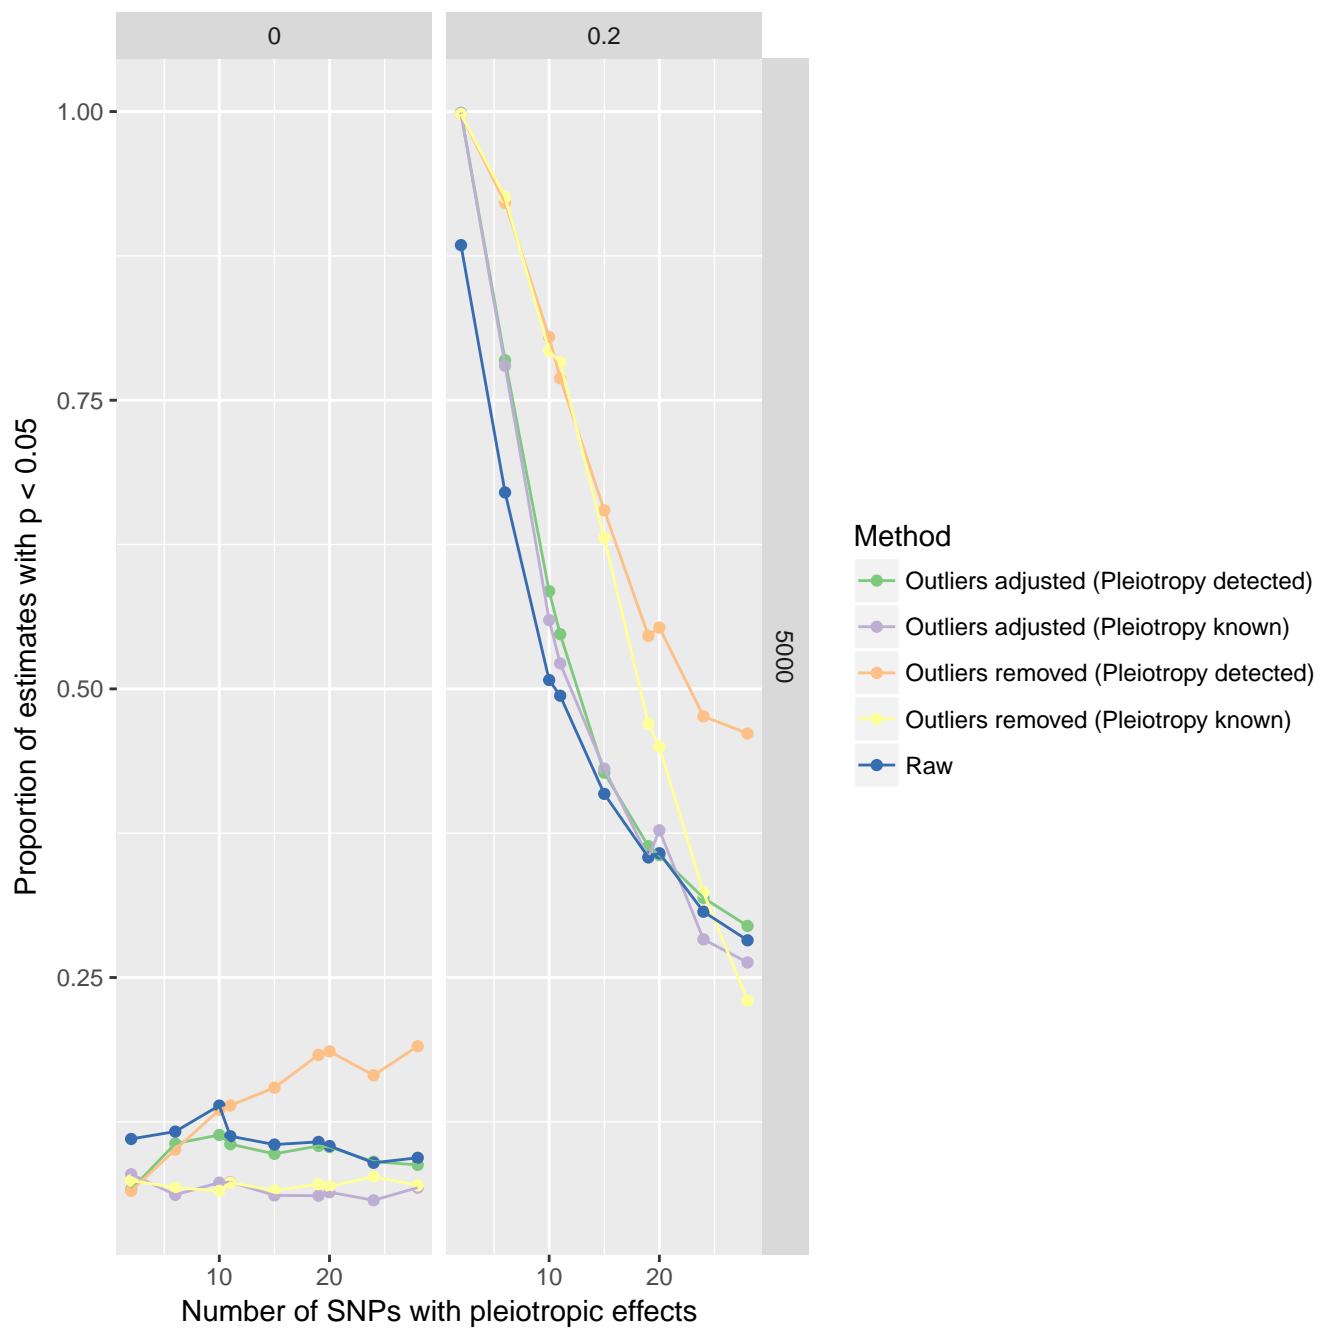 0
0.2
1.00
0.75
0.50
0.25
Proportion of estimates with p < 0.05
5000
10
20
10
20
Number of SNPs with pleiotropic effects
Method
Outliers adjusted (Pleiotropy detected)
Outliers adjusted (Pleiotropy known)
Outliers removed (Pleiotropy detected)
Outliers removed (Pleiotropy known)
Raw